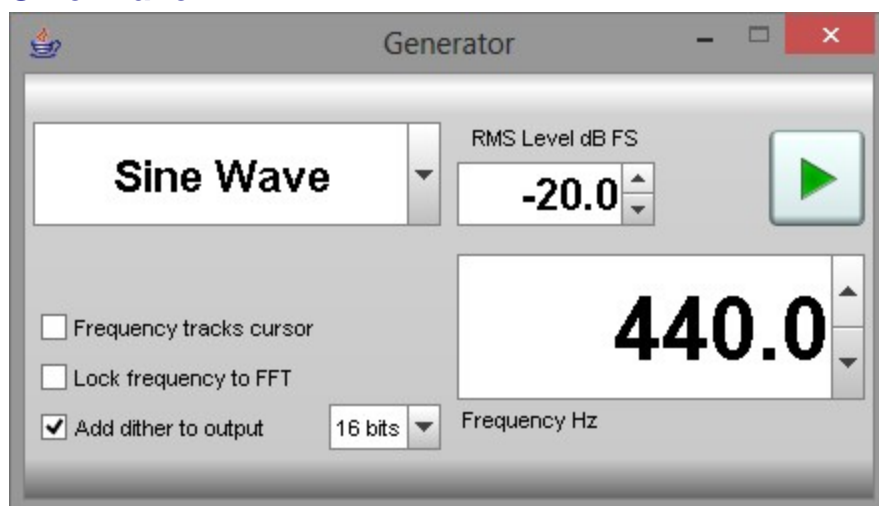 Generator
Sine Wave
RMS Level dB FS
-20.0
440.0
Frequency Hz
Frequency tracks cursor
Lock frequency to FFT
Add dither to output
16 bits